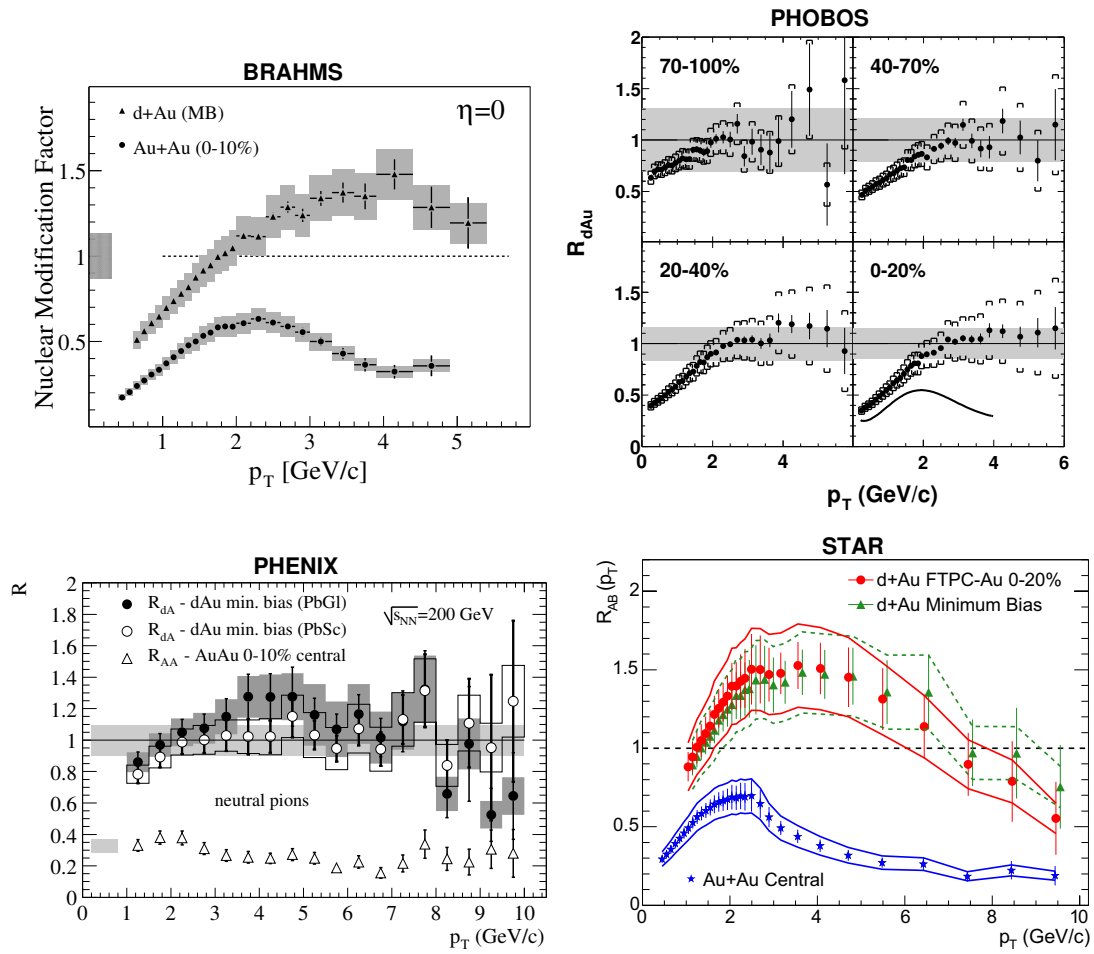 BRAHMS
d+Au (MB)
Au+Au (0-10%)
η=0
Nuclear Modification Factor
1.5
1
0.5
1 2 3 4 5
p_T [GeV/c]
PHOBOS
70-100%
40-70%
20-40%
0-20%
R_dAu
2
1.5
1
0.5
1.5
1
0.5
0
0 2 4 0 2 4 6
p_T (GeV/c)
PHENIX
R
R_dA - dAu min. bias (PbGl)
R_dA - dAu min. bias (PbSc)
R_AA - AuAu 0-10% central
√s_NN=200 GeV
neutral pions
2
1.8
1.6
1.4
1.2
1
0.8
0.6
0.4
0.2
0
0 1 2 3 4 5 6 7 8 9 10
p_T (GeV/c)
STAR
R_AB(p_T)
d+Au FTPC-Au 0-20%
d+Au Minimum Bias
Au+Au Central
2
1.5
1
0.5
0
0 2 4 6 8 10
p_T (GeV/c)